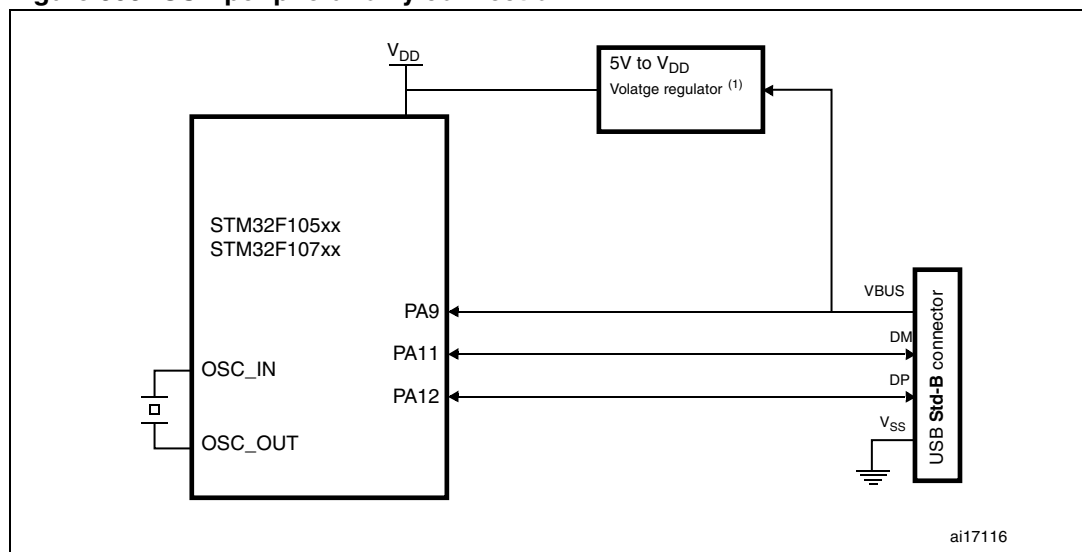 V_DD
5V to V_DD
Volatge regulator (1)
STM32F105xx
STM32F107xx
VBUS
PA9
DM
PA11
OSC_IN
DP
PA12
V_SS
OSC_OUT
USB Std-B connector
ai17116